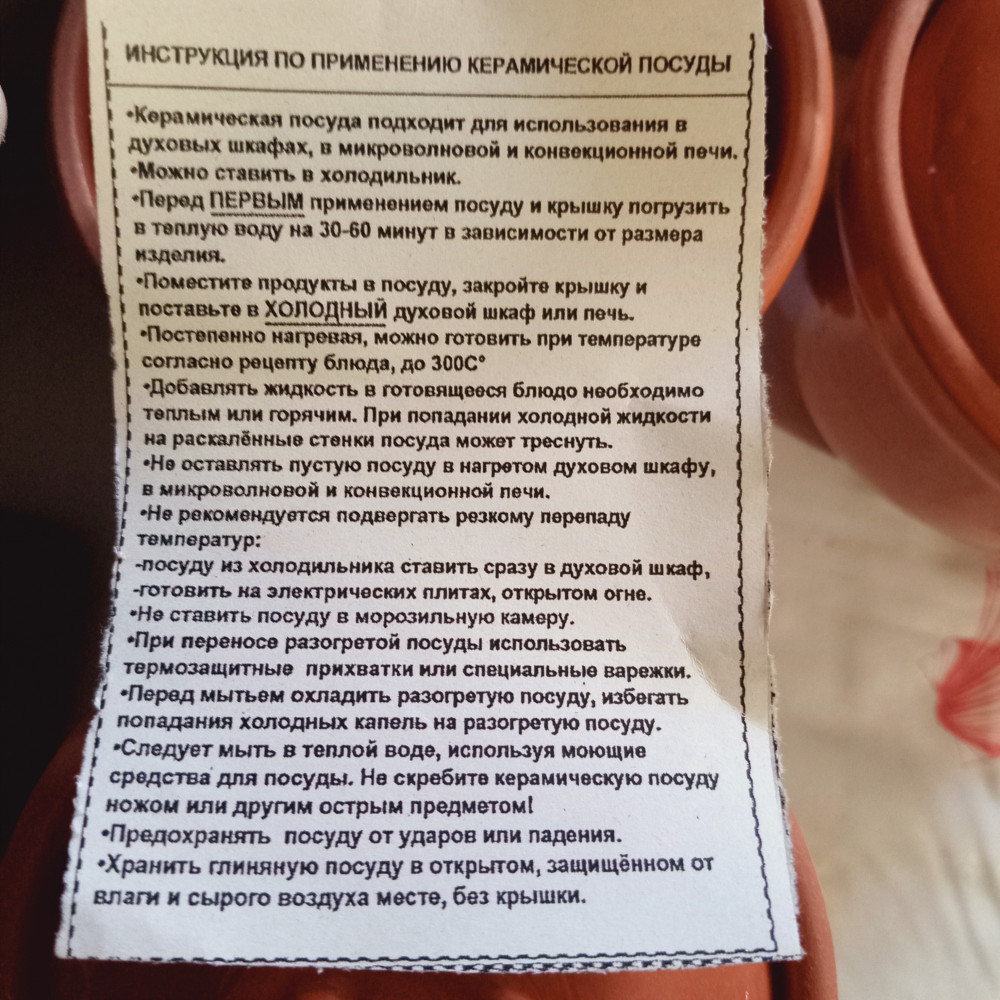 ИНСТРУКЦИЯ ПО ПРИМЕНЕНИЮ КЕРАМИЧЕСКОЙ ПОСУДЫ
•Керамическая посуда подходит для использования в
духовых шкафах, в микроволновой и конвекционной печи.
•Можно ставить в холодильник.
•Перед ПЕРВЫМ применением посуду и крышку погрузить
в теплую воду на 30-60 минут в зависимости от размера
изделия.
•Поместите продукты в посуду, закройте крышку и
поставьте в ХОЛОДНЫЙ духовой шкаф или печь.
•Постепенно нагревая, можно готовить при температуре
согласно рецепту блюда, до 300С°
•Добавлять жидкость в готовящееся блюдо необходимо
теплым или горячим. При попадании холодной жидкости
на раскалённые стенки посуда может треснуть.
•Не оставлять пустую посуду в нагретом духовом шкафу,
в микроволновой и конвекционной печи.
•Не рекомендуется подвергать резкому перепаду
температур:
-посуду из холодильника ставить сразу в духовой шкаф,
-готовить на электрических плитах, открытом огне.
•Не ставить посуду в морозильную камеру.
•При переносе разогретой посуды использовать
термозащитные прихватки или специальные варежки.
•Перед мытьем охладить разогретую посуду, избегать
попадания холодных капель на разогретую посуду.
•Следует мыть в теплой воде, используя моющие
средства для посуды. Не скребите керамическую посуду
ножом или другим острым предметом!
•Предохранять посуду от ударов или падения.
•Хранить глиняную посуду в открытом, защищённом от
влаги и сырого воздуха месте, без крышки.